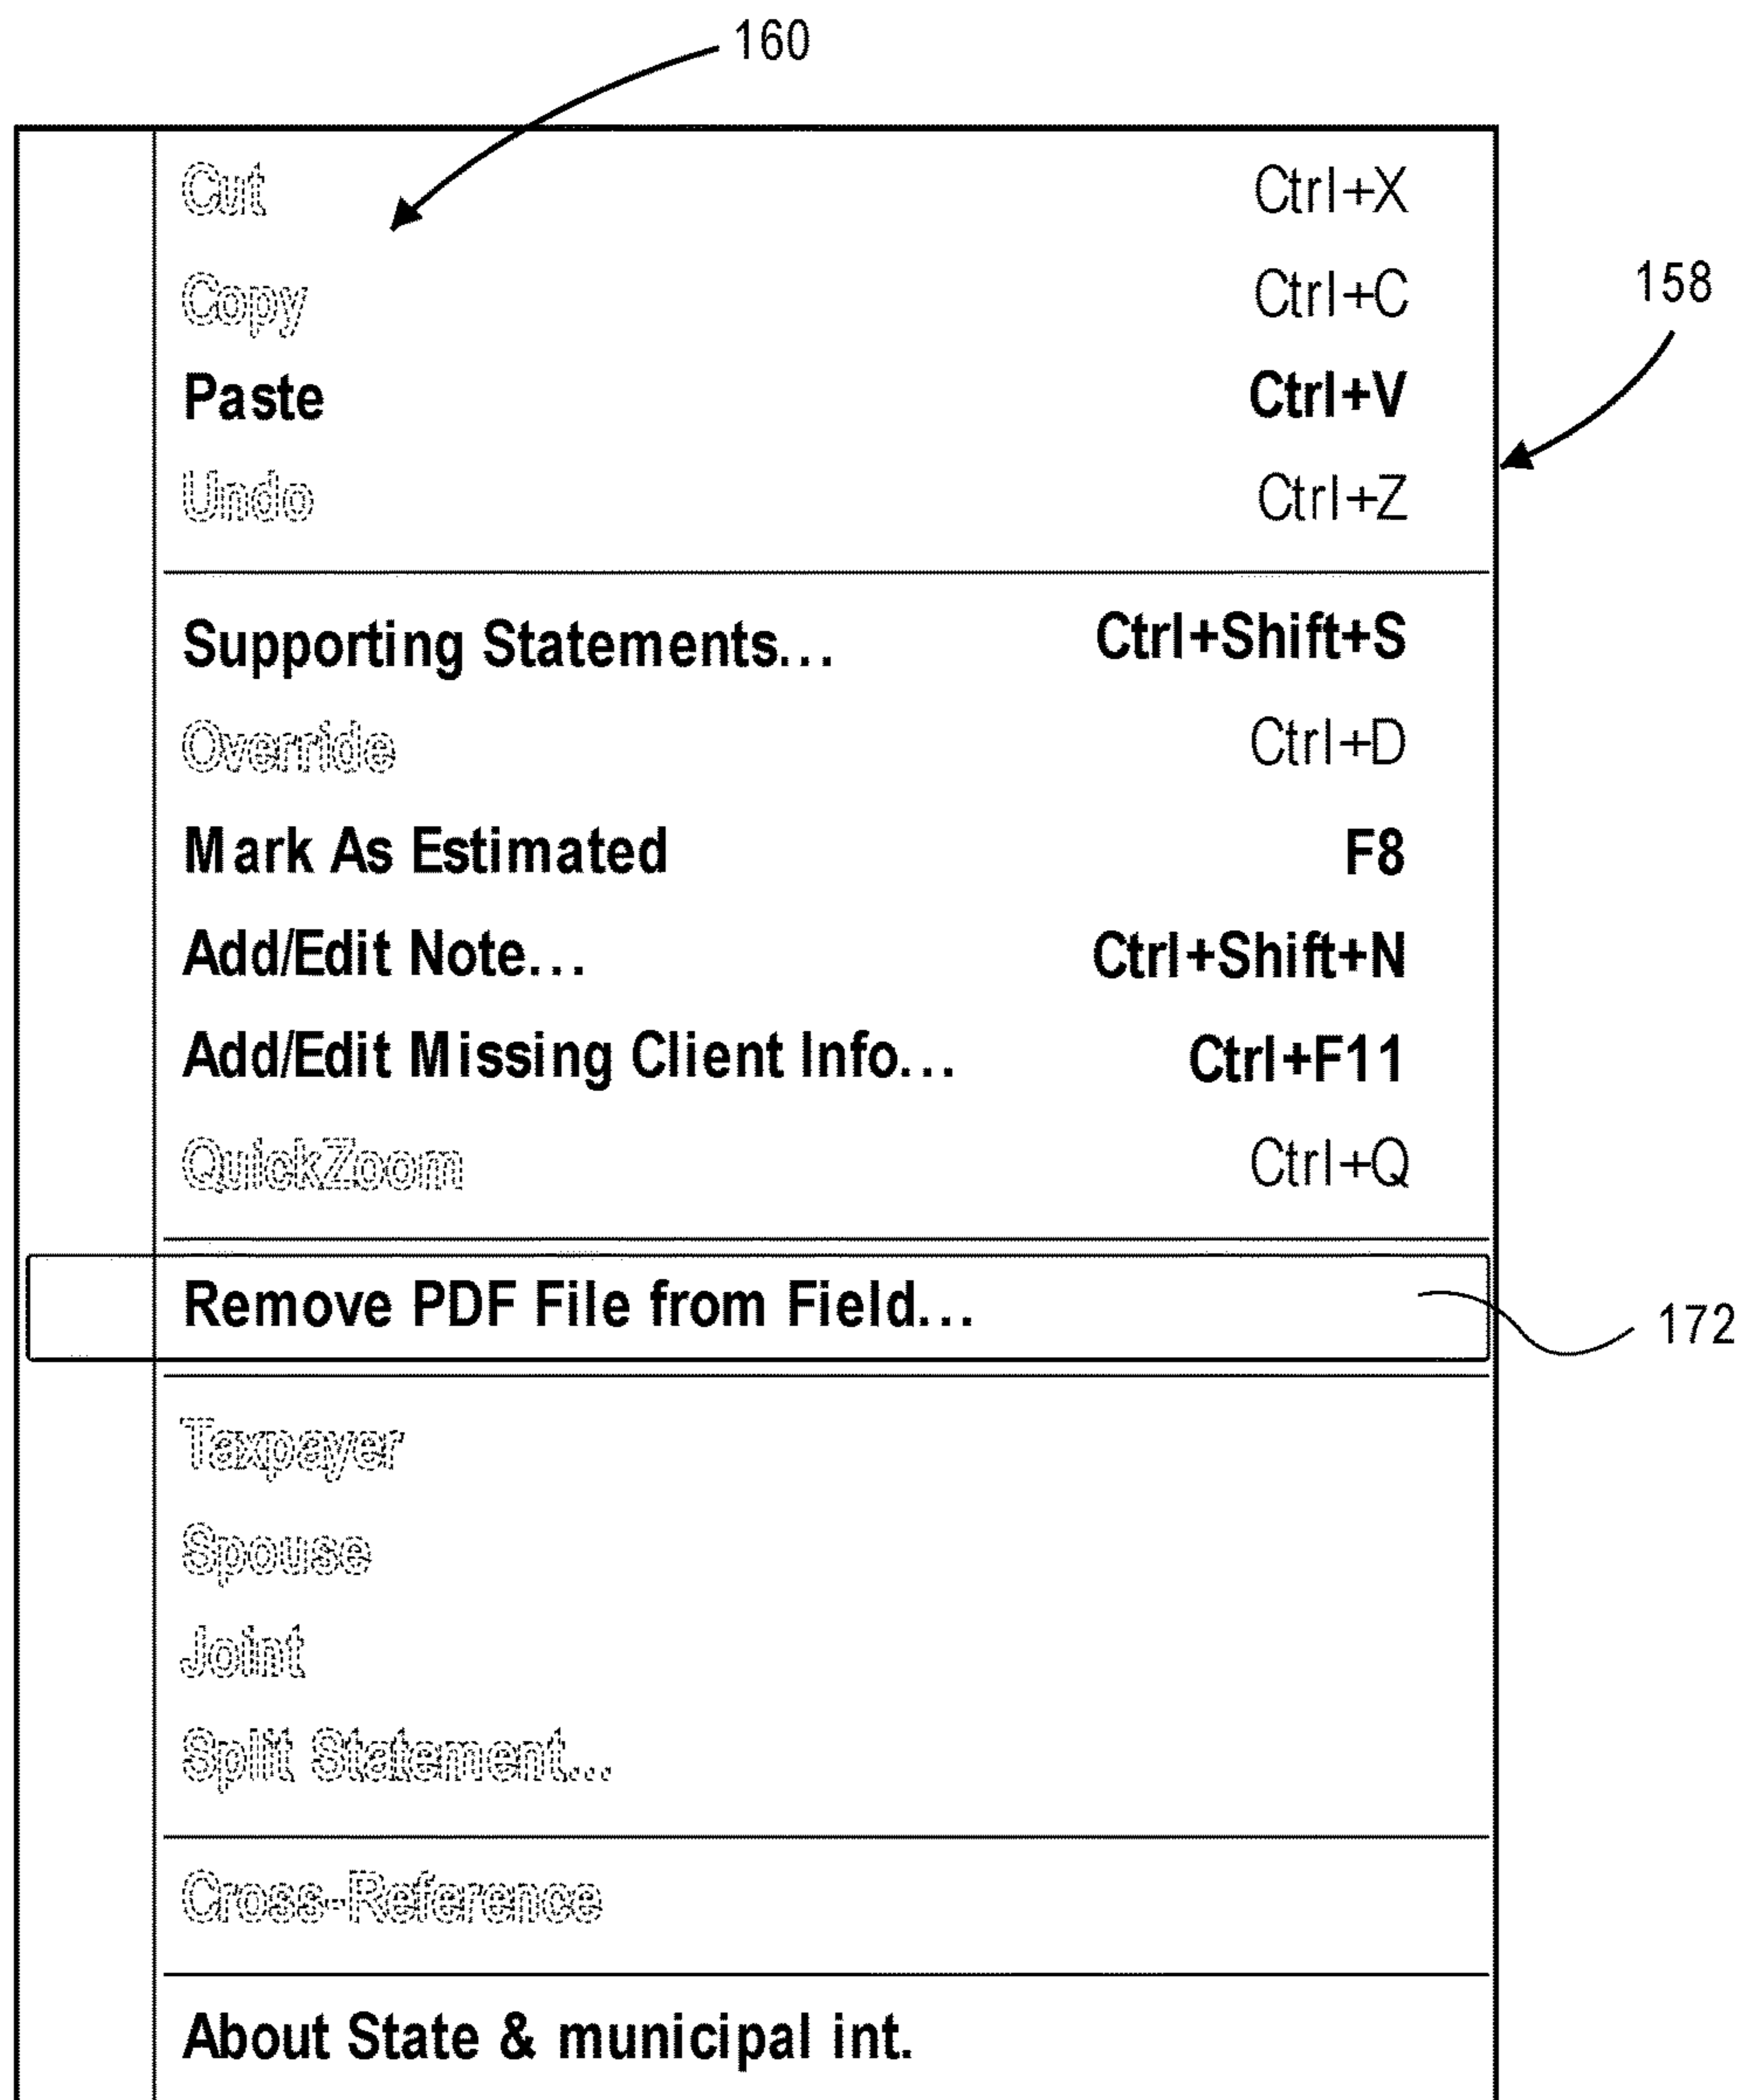 160
Cut Ctrl+X
Copy Ctrl+C
158
Paste Ctrl+V
Undo Ctrl+Z
Supporting Statements... Ctrl+Shift+S
Override Ctrl+D
Mark As Estimated F8
Add/Edit Note... Ctrl+Shift+N
Add/Edit Missing Client Info... Ctrl+F11
QuickZoom Ctrl+Q
Remove PDF File from Field...
172
Taxpayer
Spouse
Joint
Split Statement...
Cross-Reference
About State & municipal int.